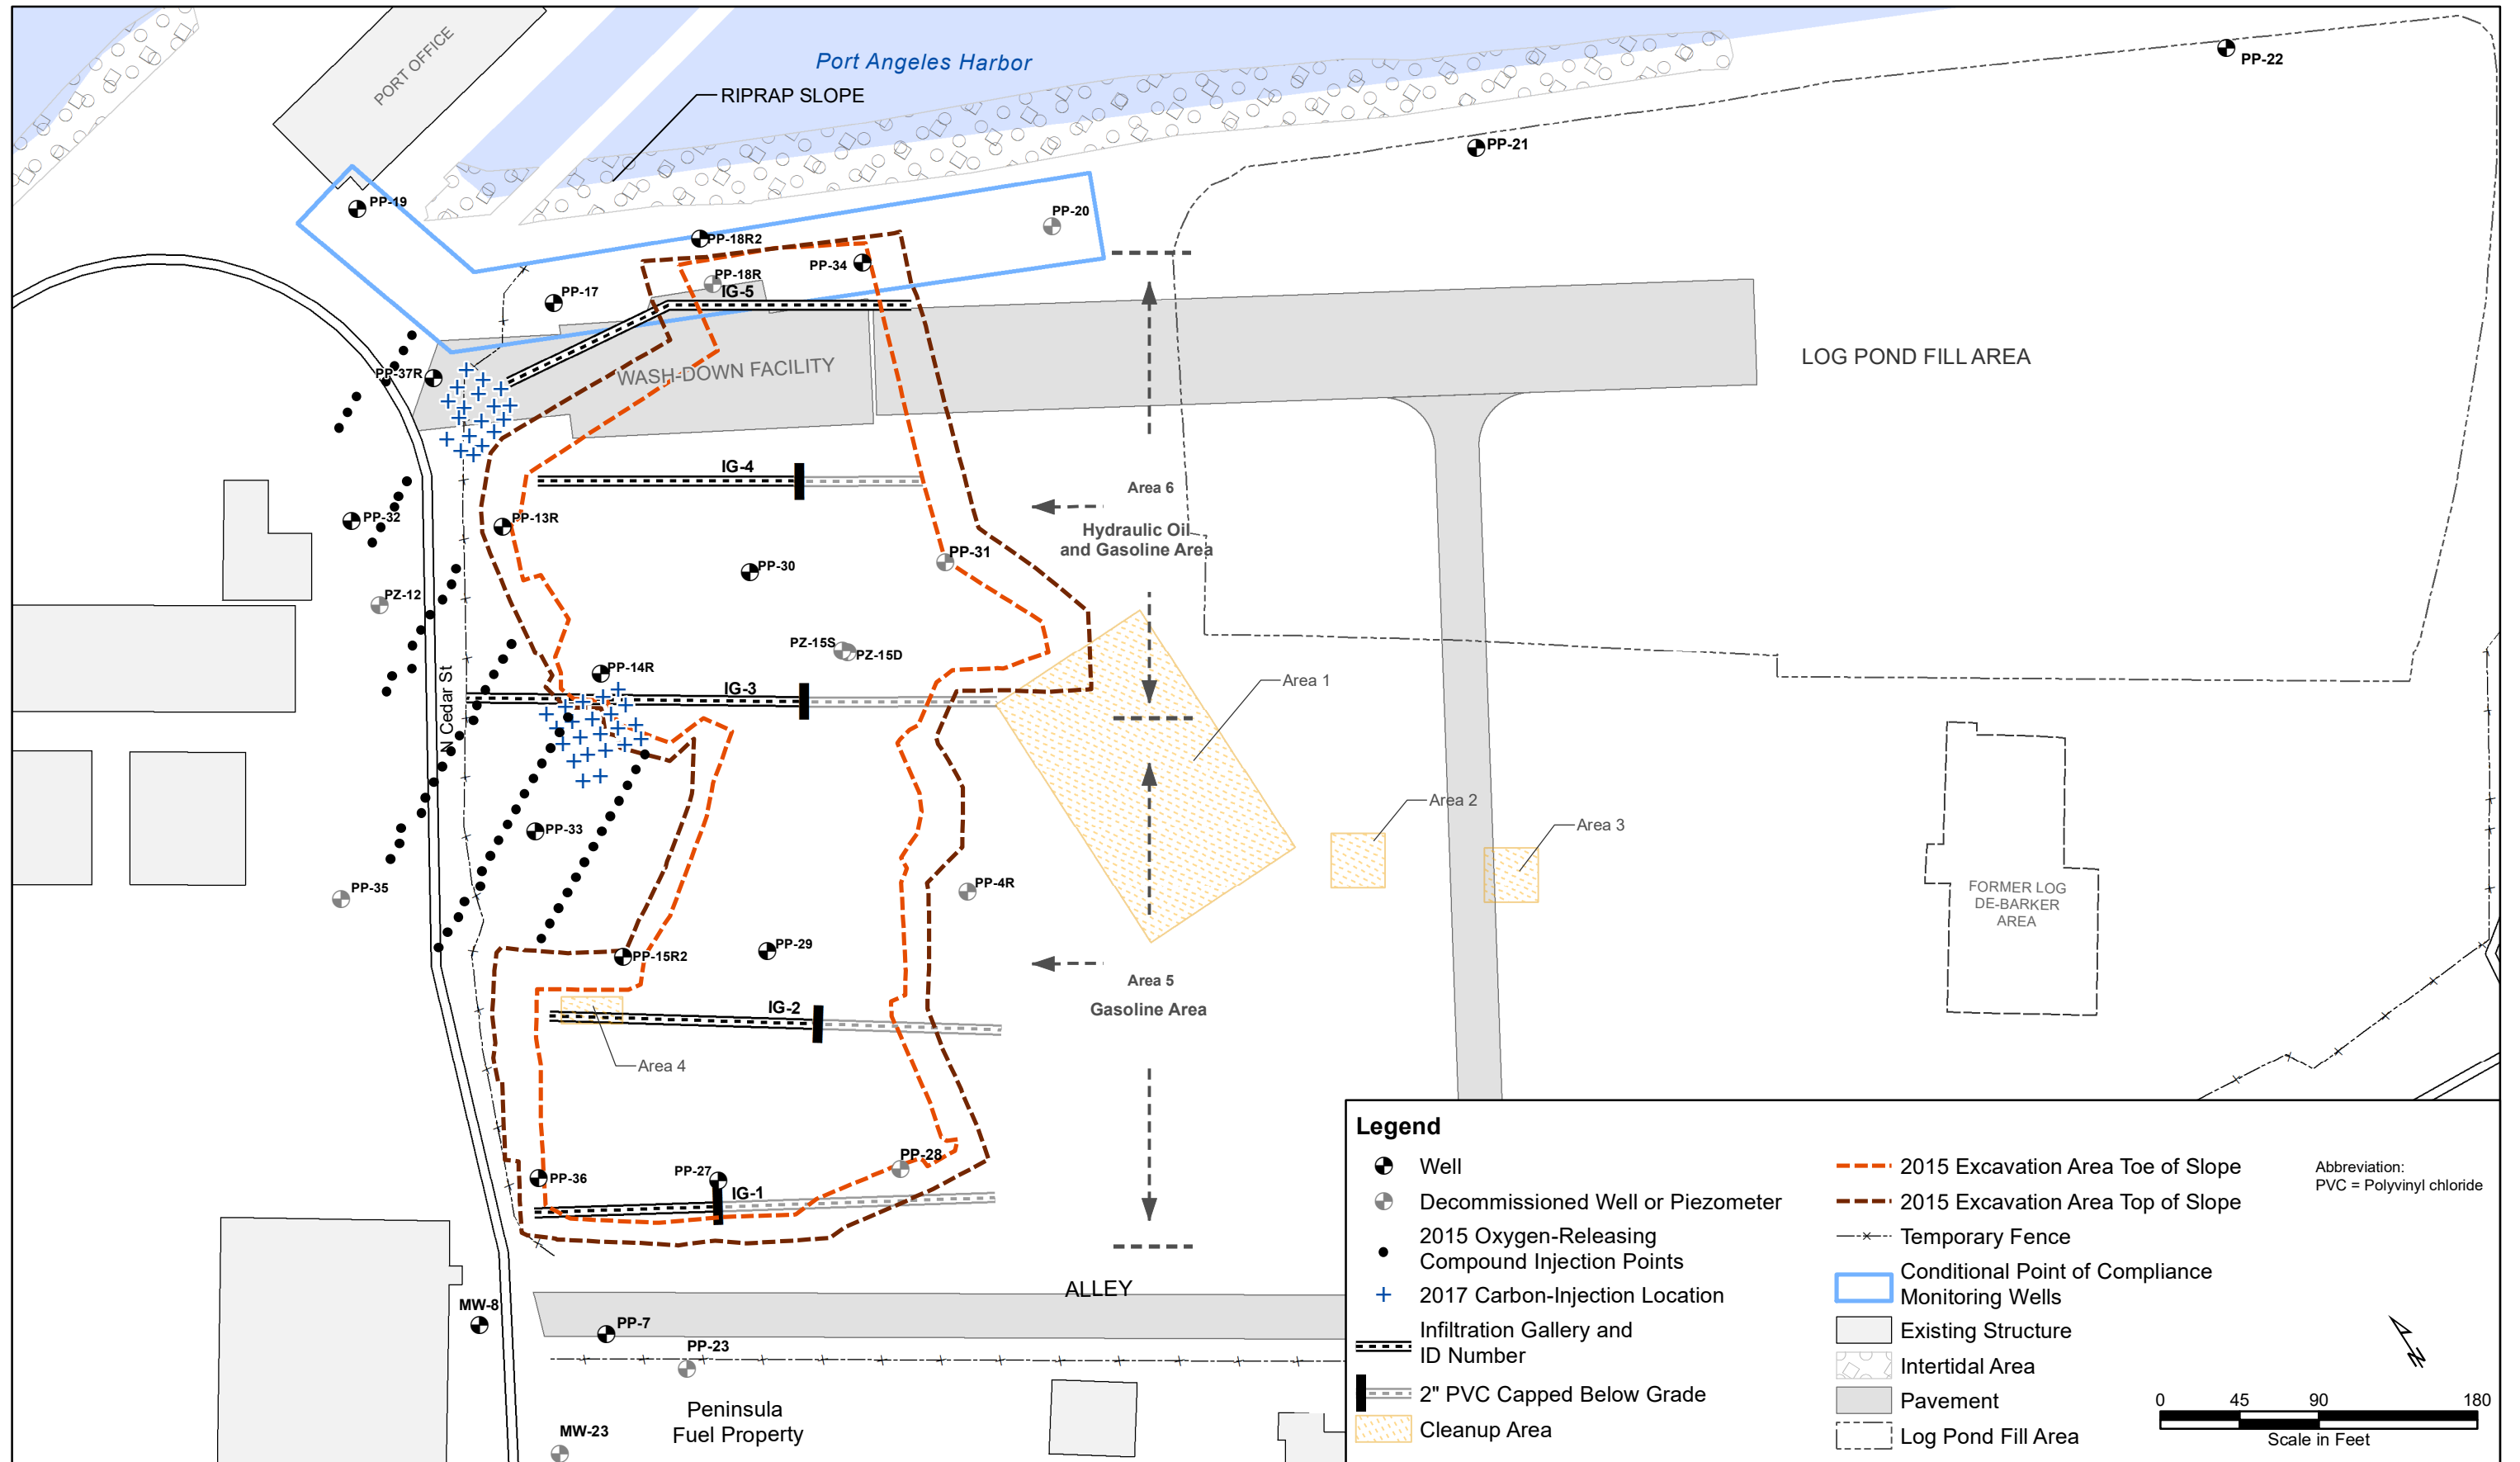 PORT OFFICE
Port Angeles Harbor
RIPRAP SLOPE
PP-22
PP-21
PP-19
PP-20
PP-18R2
PP-34
PP-18R
IG-5
PP-17
LOG POND FILL AREA
WASH-DOWN FACILITY
PP-37R
IG-4
Area 6
PP-32
PP-13R
Hydraulic Oil
and Gasoline Area
PP-31
PP-30
PZ-12
PZ-15S
PZ-15D
PP-14R
N Cedar St
IG-3
Area 1
Area 2
Area 3
PP-33
PP-35
PP-4R
FORMER LOG
DE-BARKER
AREA
PP-29
PP-15R2
Area 5
IG-2
Gasoline Area
Area 4
PP-28
PP-27
PP-36
IG-1
ALLEY
MW-8
PP-7
PP-23
Peninsula
Fuel Property
MW-23
Legend
Well
Decommissioned Well or Piezometer
2015 Oxygen-Releasing
Compound Injection Points
2017 Carbon-Injection Location
Infiltration Gallery and
ID Number
2" PVC Capped Below Grade
Cleanup Area
2015 Excavation Area Toe of Slope
2015 Excavation Area Top of Slope
Temporary Fence
Conditional Point of Compliance
Monitoring Wells
Existing Structure
Intertidal Area
Pavement
Log Pond Fill Area
Abbreviation:
PVC = Polyvinyl chloride
N
0 45 90 180
Scale in Feet